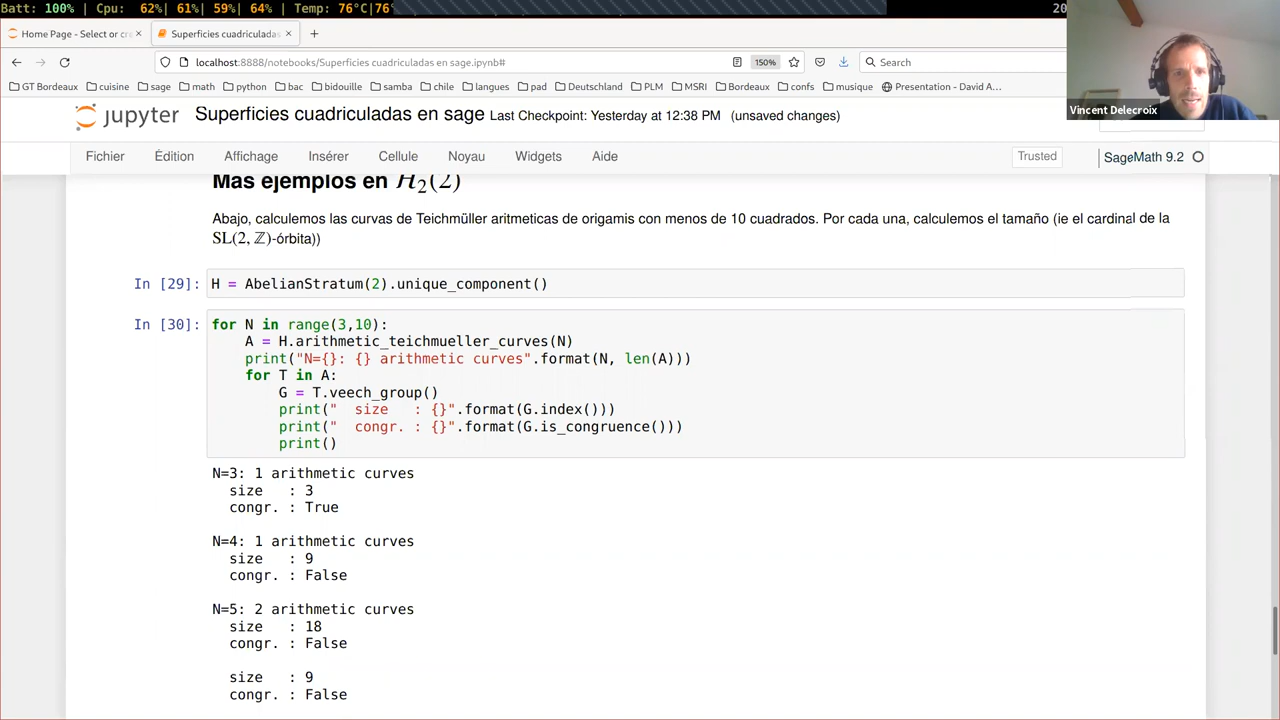 Batt: 100% | Cpu: 62%| 61%| 59%| 64% | Temp: 76°C|76° 20
Home Page - Select or cr
Superficies cuadriculadas
localhost:8888/notebooks/Superficies cuadriculadas en sage.ipynb#
150%
Search
GT Bordeaux cuisine sage math python bac bidouille samba chile langues pad Deutschland PLM MSRI Bordeaux confs musique Presentation - David A...
Vincent Delecroix
jupyter Superficies cuadriculadas en sage Last Checkpoint: Yesterday at 12:38 PM (unsaved changes)
Fichier Édition Affichage Insérer Cellule Noyau Widgets Aide Trusted SageMath 9.2
Mas ejemplos en H₂(2)
Abajo, calculemos las curvas de Teichmüller aritmeticas de origamis con menos de 10 cuadrados. Por cada una, calculemos el tamaño (ie el cardinal de la
SL(2, ℤ)-órbita))
In [29]: H = AbelianStratum(2).unique_component()
In [30]: for N in range(3,10):
A = H.arithmetic_teichmueller_curves(N)
print("N={}: {} arithmetic curves".format(N, len(A)))
for T in A:
G = T.veech_group()
print("  size   : {}".format(G.index()))
print("  congr. : {}".format(G.is_congruence()))
print()
N=3: 1 arithmetic curves
size   : 3
congr. : True
N=4: 1 arithmetic curves
size   : 9
congr. : False
N=5: 2 arithmetic curves
size   : 18
congr. : False
size   : 9
congr. : False